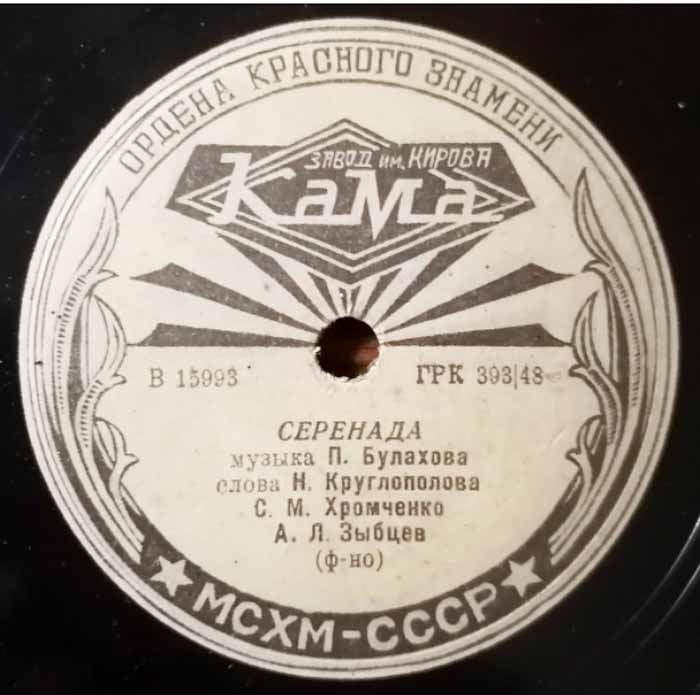 ОРДЕНА КРАСНОГО ЗНАМЕНИ
ЗАВОД им. КИРОВА
КаМа
В 15993 ГРК 393|48
СЕРЕНАДА
музыка П. Булахова
слова Н. Круглополова
С. М. Хромченко
А. Л. Зыбцев
(ф-но)
МСХМ-СССР